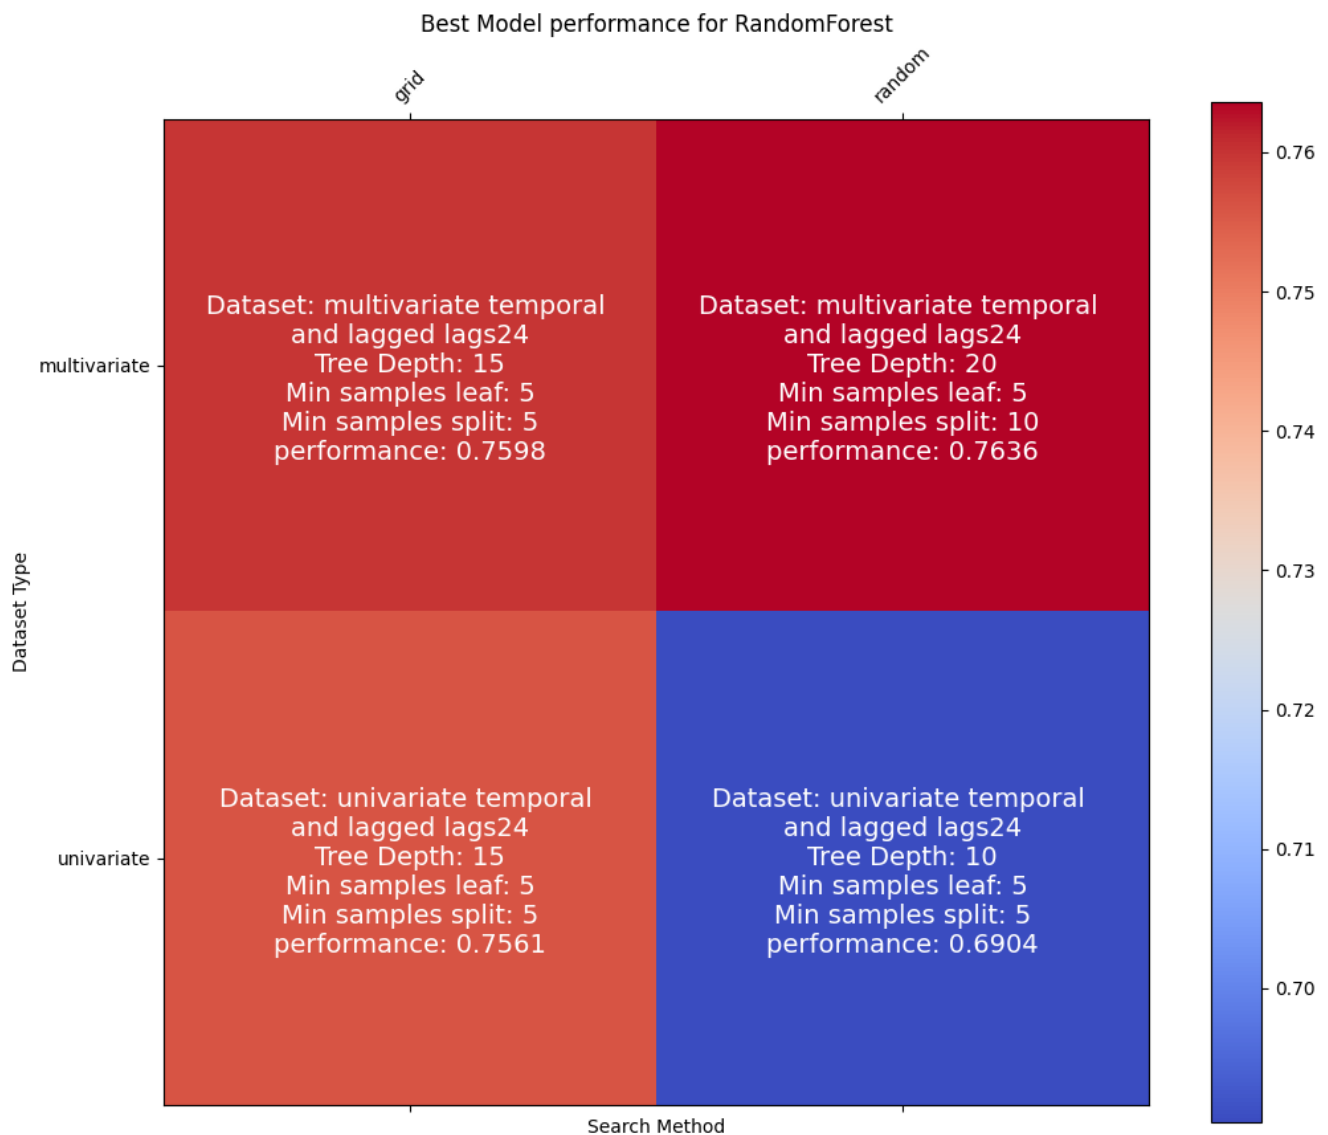 Best Model performance for RandomForest
grid
random
0.76
0.75
0.74
0.73
0.72
0.71
0.70
Dataset Type
multivariate
Dataset: multivariate temporal
and lagged lags24
Tree Depth: 15
Min samples leaf: 5
Min samples split: 5
performance: 0.7598
Dataset: multivariate temporal
and lagged lags24
Tree Depth: 20
Min samples leaf: 5
Min samples split: 10
performance: 0.7636
univariate
Dataset: univariate temporal
and lagged lags24
Tree Depth: 15
Min samples leaf: 5
Min samples split: 5
performance: 0.7561
Dataset: univariate temporal
and lagged lags24
Tree Depth: 10
Min samples leaf: 5
Min samples split: 5
performance: 0.6904
Search Method